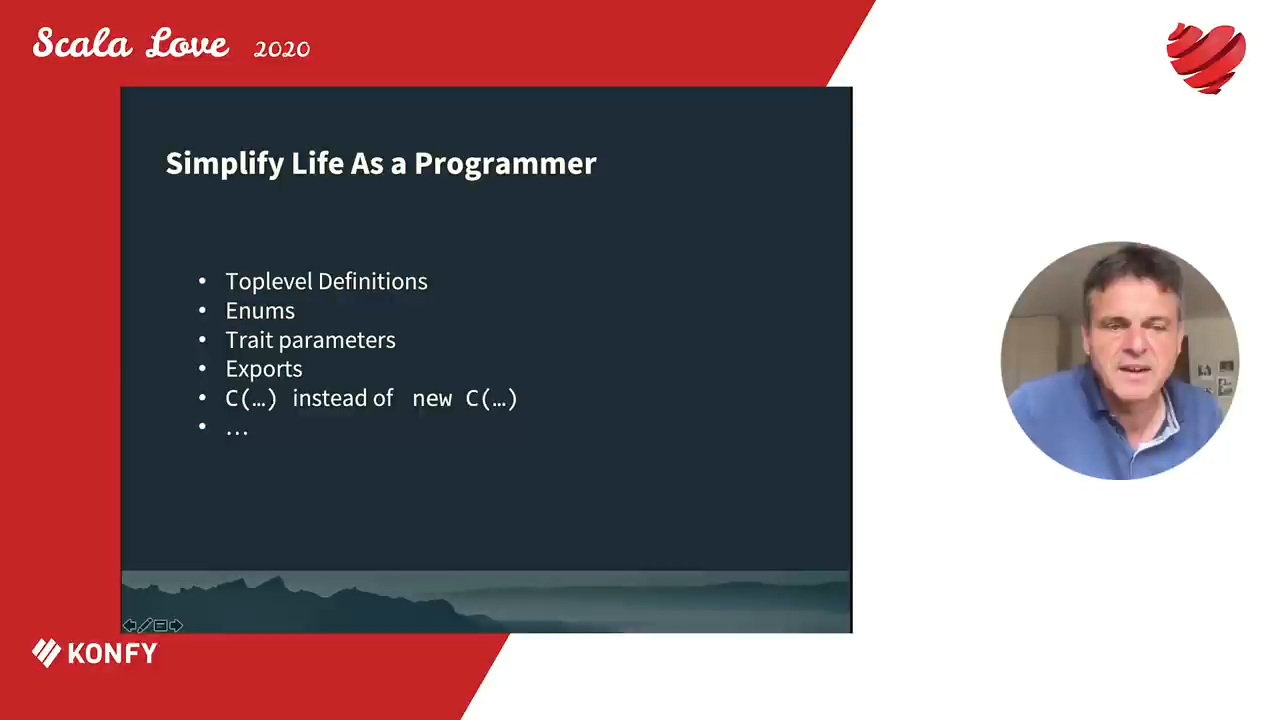 Scala Love 2020
Simplify Life As a Programmer
• Toplevel Definitions
• Enums
• Trait parameters
• Exports
• C(…) instead of new C(…)
• …
KONFY